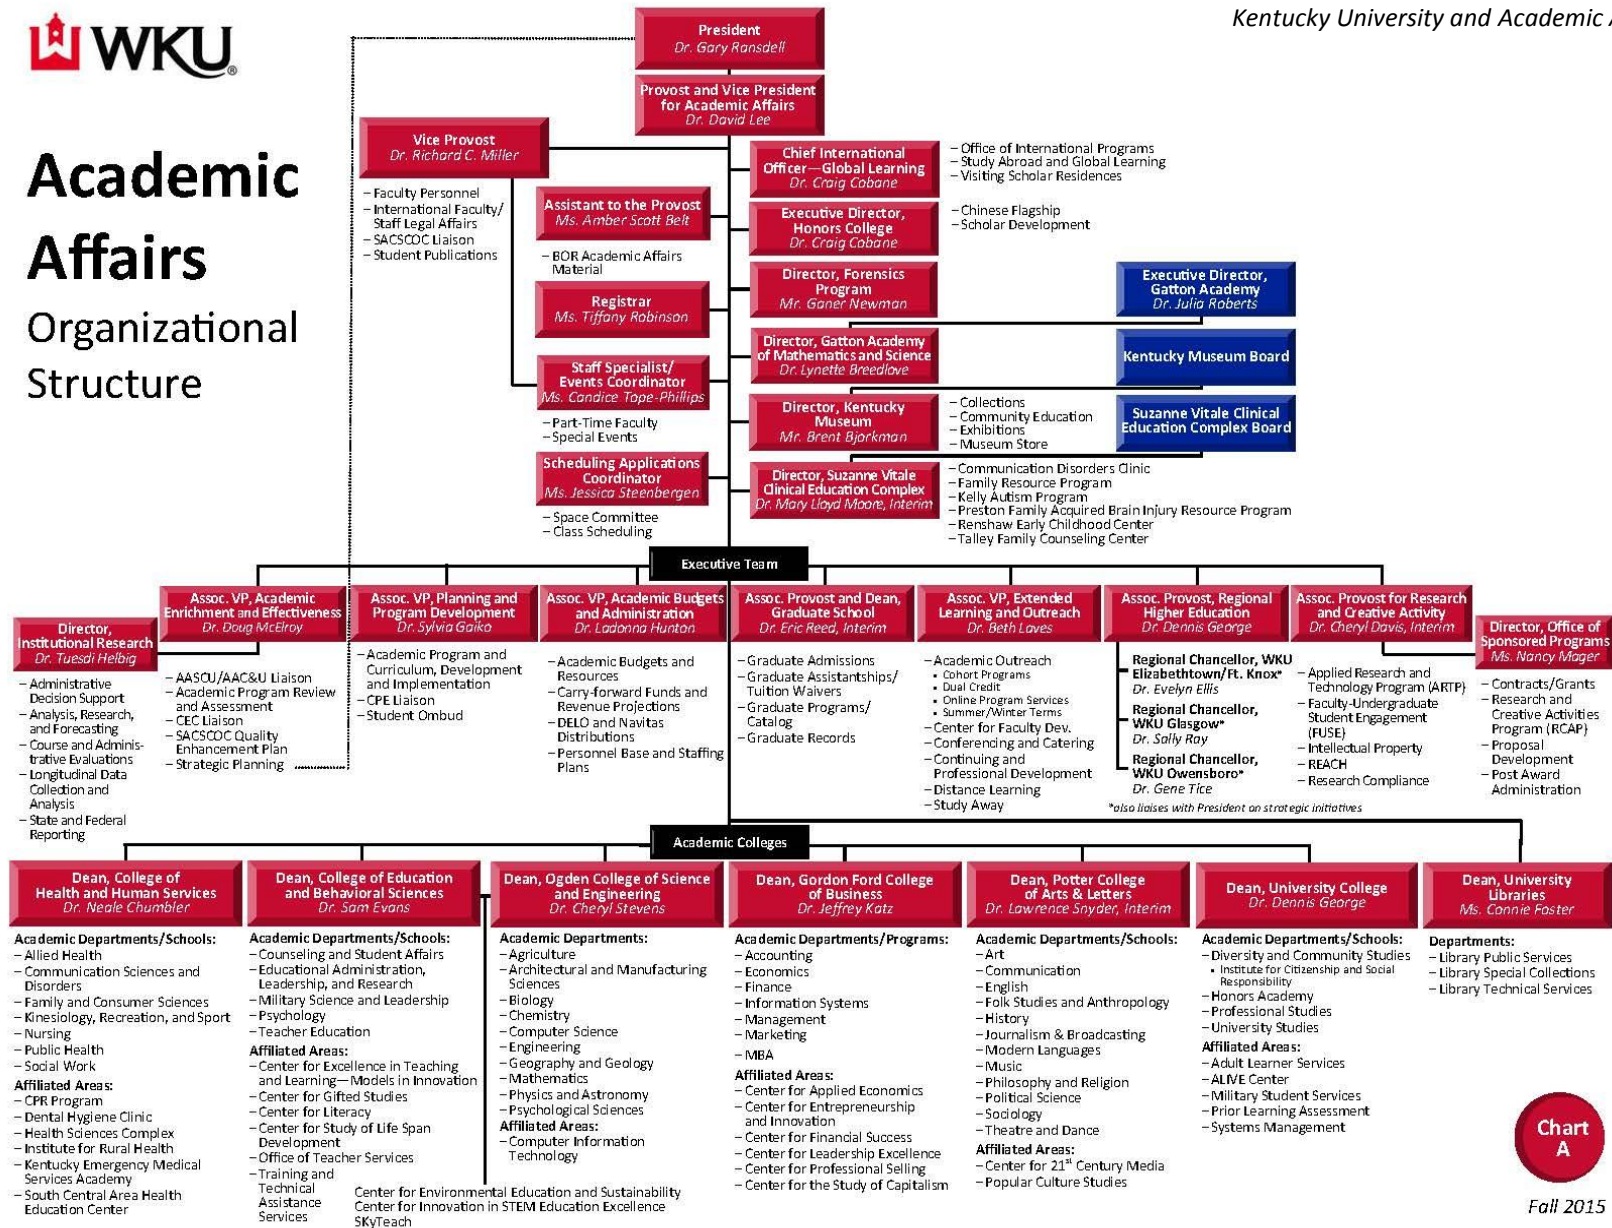 Kentucky University and Academic A
WKU®
Academic
Affairs
Organizational
Structure
President
Dr. Gary Ransdell
Provost and Vice President
for Academic Affairs
Dr. David Lee
Vice Provost
Dr. Richard C. Miller
– Faculty Personnel
– International Faculty/
Staff Legal Affairs
– SACSCOC Liaison
– Student Publications
Assistant to the Provost
Ms. Amber Scott Belt
– BOR Academic Affairs
Material
Registrar
Ms. Tiffany Robinson
Staff Specialist/
Events Coordinator
Ms. Candice Tope-Phillips
– Part-Time Faculty
– Special Events
Scheduling Applications
Coordinator
Ms. Jessica Steenbergen
– Space Committee
– Class Scheduling
Chief International
Officer—Global Learning
Dr. Craig Cobane
– Office of International Programs
– Study Abroad and Global Learning
– Visiting Scholar Residences
Executive Director,
Honors College
Dr. Craig Cobane
– Chinese Flagship
– Scholar Development
Director, Forensics
Program
Mr. Ganer Newman
Executive Director,
Gatton Academy
Dr. Julia Roberts
Director, Gatton Academy
of Mathematics and Science
Dr. Lynette Breedlove
Kentucky Museum Board
Director, Kentucky
Museum
Mr. Brent Bjorkman
– Collections
– Community Education
– Exhibitions
– Museum Store
Suzanne Vitale Clinical
Education Complex Board
Director, Suzanne Vitale
Clinical Education Complex
Dr. Mary Lloyd Moore, Interim
– Communication Disorders Clinic
– Family Resource Program
– Kelly Autism Program
– Preston Family Acquired Brain Injury Resource Program
– Renshaw Early Childhood Center
– Talley Family Counseling Center
Executive Team
Director,
Institutional Research
Dr. Tuesdi Helbig
– Administrative
Decision Support
– Analysis, Research,
and Forecasting
– Course and Adminis-
trative Evaluations
– Longitudinal Data
Collection and
Analysis
– State and Federal
Reporting
Assoc. VP, Academic
Enrichment and Effectiveness
Dr. Doug McElroy
– AASCU/AAC&U Liaison
– Academic Program Review
and Assessment
– CEC Liaison
– SACSCOC Quality
Enhancement Plan
– Strategic Planning
Assoc. VP, Planning and
Program Development
Dr. Sylvia Gaiko
– Academic Program and
Curriculum, Development
and Implementation
– CPE Liaison
– Student Ombud
Assoc. VP, Academic Budgets
and Administration
Dr. Ladonna Hunton
– Academic Budgets and
Resources
– Carry-forward Funds and
Revenue Projections
– DELO and Navitas
Distributions
– Personnel Base and Staffing
Plans
Assoc. Provost and Dean,
Graduate School
Dr. Eric Reed, Interim
– Graduate Admissions
– Graduate Assistantships/
Tuition Waivers
– Graduate Programs/
Catalog
– Graduate Records
Assoc. VP, Extended
Learning and Outreach
Dr. Beth Laves
– Academic Outreach
• Cohort Programs
• Dual Credit
• Online Program Services
• Summer/Winter Terms
– Center for Faculty Dev.
– Conferencing and Catering
– Continuing and
Professional Development
– Distance Learning
– Study Away
Assoc. Provost, Regional
Higher Education
Dr. Dennis George
Regional Chancellor, WKU
Elizabethtown/Ft. Knox*
Dr. Evelyn Ellis
Regional Chancellor,
WKU Glasgow*
Dr. Sally Ray
Regional Chancellor,
WKU Owensboro*
Dr. Gene Tice
*also liaises with President on strategic initiatives
Assoc. Provost for Research
and Creative Activity
Dr. Cheryl Davis, Interim
– Applied Research and
Technology Program (ARTP)
– Faculty-Undergraduate
Student Engagement
(FUSE)
– Intellectual Property
– REACH
– Research Compliance
Director, Office of
Sponsored Programs
Ms. Nancy Mager
– Contracts/Grants
– Research and
Creative Activities
Program (RCAP)
– Proposal
Development
– Post Award
Administration
Academic Colleges
Dean, College of
Health and Human Services
Dr. Neale Chumbler
Academic Departments/Schools:
– Allied Health
– Communication Sciences and
Disorders
– Family and Consumer Sciences
– Kinesiology, Recreation, and Sport
– Nursing
– Public Health
– Social Work
Affiliated Areas:
– CPR Program
– Dental Hygiene Clinic
– Health Sciences Complex
– Institute for Rural Health
– Kentucky Emergency Medical
Services Academy
– South Central Area Health
Education Center
Dean, College of Education
and Behavioral Sciences
Dr. Sam Evans
Academic Departments/Schools:
– Counseling and Student Affairs
– Educational Administration,
Leadership, and Research
– Military Science and Leadership
– Psychology
– Teacher Education
Affiliated Areas:
– Center for Excellence in Teaching
and Learning—Models in Innovation
– Center for Gifted Studies
– Center for Literacy
– Center for Study of Life Span
Development
– Office of Teacher Services
– Training and
Technical
Assistance
Services
Center for Environmental Education and Sustainability
Center for Innovation in STEM Education Excellence
SKyTeach
Dean, Ogden College of Science
and Engineering
Dr. Cheryl Stevens
Academic Departments:
– Agriculture
– Architectural and Manufacturing
Sciences
– Biology
– Chemistry
– Computer Science
– Engineering
– Geography and Geology
– Mathematics
– Physics and Astronomy
– Psychological Sciences
Affiliated Areas:
– Computer Information
Technology
Dean, Gordon Ford College
of Business
Dr. Jeffrey Katz
Academic Departments/Programs:
– Accounting
– Economics
– Finance
– Information Systems
– Management
– Marketing
– MBA
Affiliated Areas:
– Center for Applied Economics
– Center for Entrepreneurship
and Innovation
– Center for Financial Success
– Center for Leadership Excellence
– Center for Professional Selling
– Center for the Study of Capitalism
Dean, Potter College
of Arts & Letters
Dr. Lawrence Snyder, Interim
Academic Departments/Schools:
– Art
– Communication
– English
– Folk Studies and Anthropology
– History
– Journalism & Broadcasting
– Modern Languages
– Music
– Philosophy and Religion
– Political Science
– Sociology
– Theatre and Dance
Affiliated Areas:
– Center for 21st Century Media
– Popular Culture Studies
Dean, University College
Dr. Dennis George
Academic Departments/Schools:
– Diversity and Community Studies
• Institute for Citizenship and Social
Responsibility
– Honors Academy
– Professional Studies
– University Studies
Affiliated Areas:
– Adult Learner Services
– ALIVE Center
– Military Student Services
– Prior Learning Assessment
– Systems Management
Dean, University
Libraries
Ms. Connie Foster
Departments:
– Library Public Services
– Library Special Collections
– Library Technical Services
Chart
A
Fall 2015